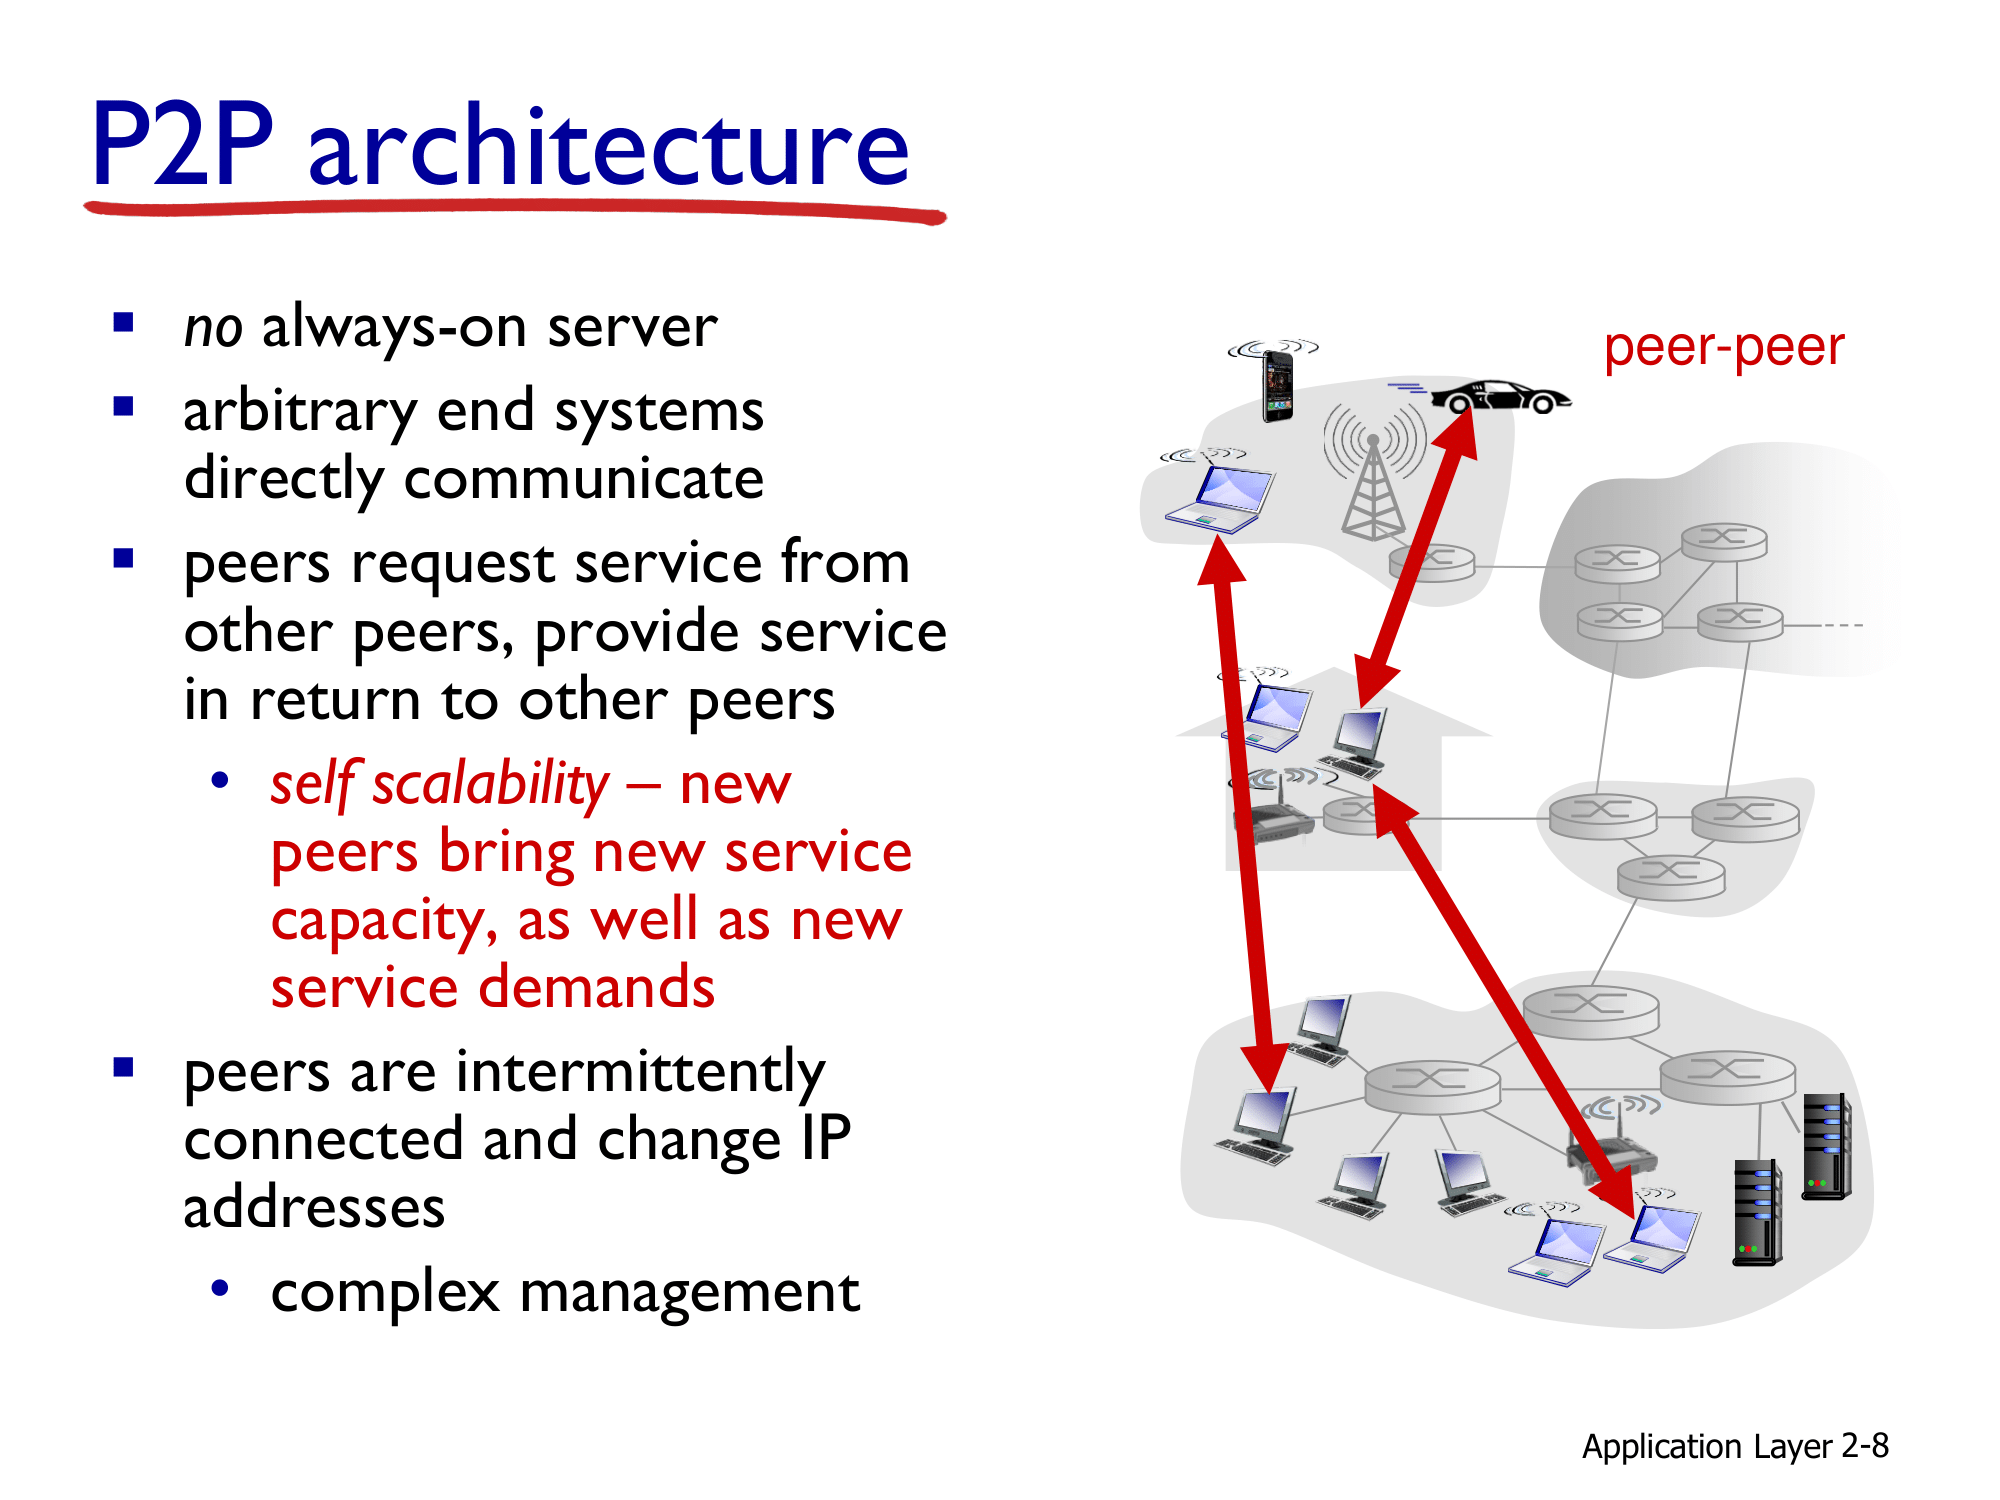 P2P architecture
no always-on server
arbitrary end systems
directly communicate
peers request service from
other peers, provide service
in return to other peers
self scalability – new
peers bring new service
capacity, as well as new
service demands
peers are intermittently
connected and change IP
addresses
complex management
peer-peer
Application Layer 2-8